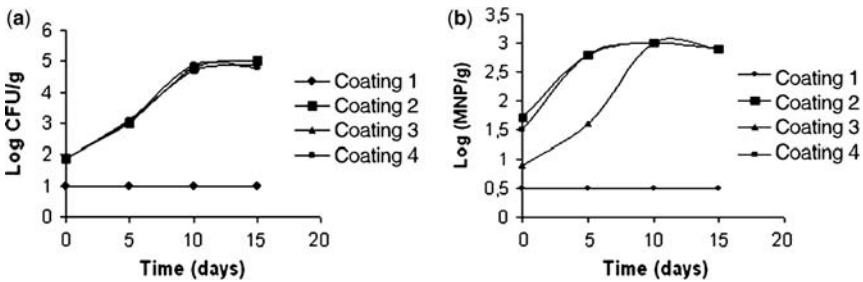 (a)
Log CFU/g
6
5
4
3
2
1
0
0 5 10 15 20
Time (days)
Coating 1
Coating 2
Coating 3
Coating 4
(b)
Log (MNP/g)
3,5
3
2,5
2
1,5
1
0,5
0
0 5 10 15 20
Time (days)
Coating 1
Coating 2
Coating 3
Coating 4